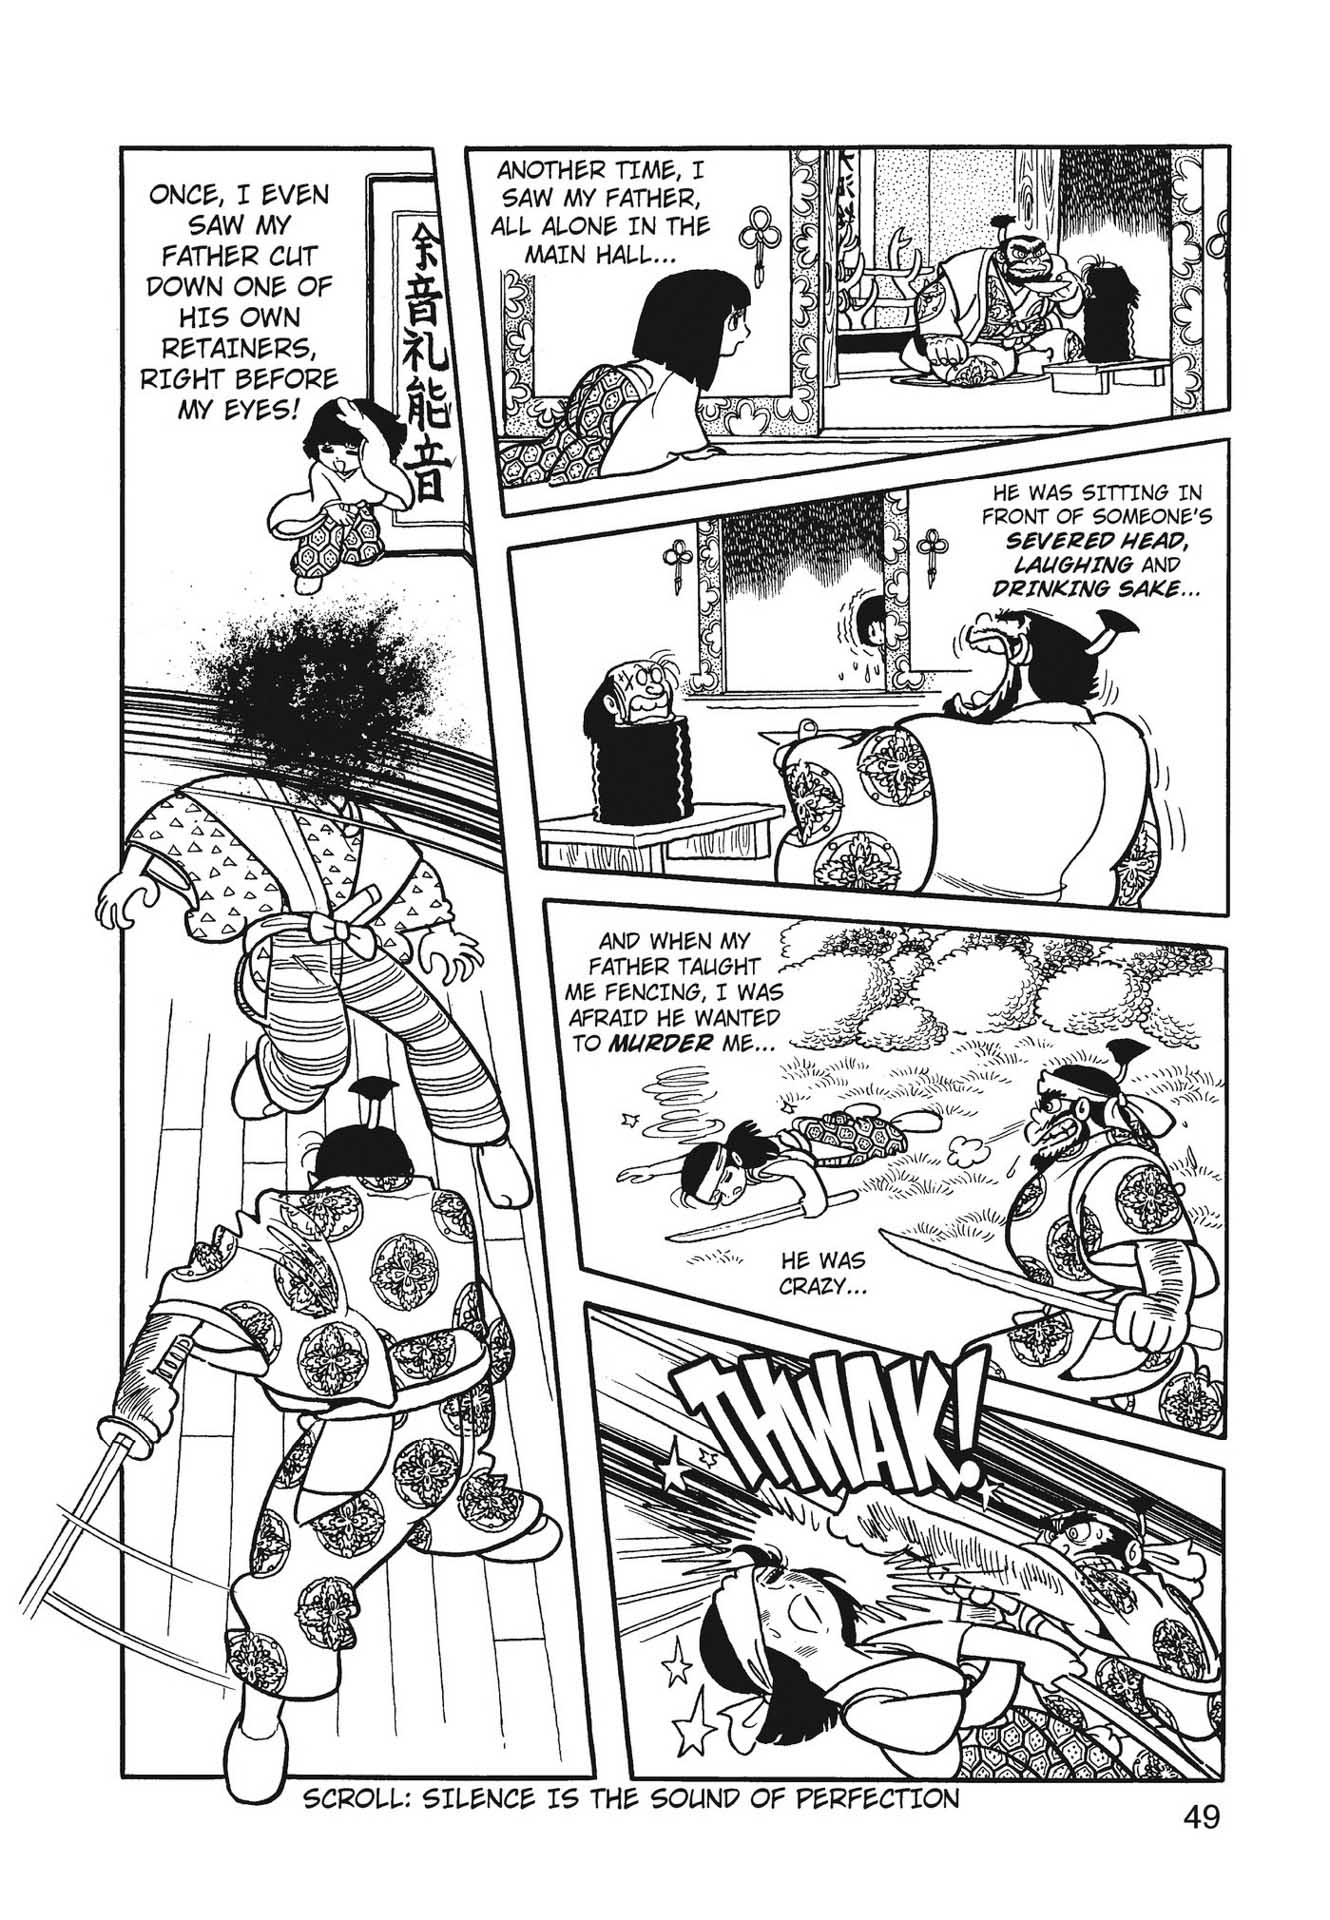 ONCE, I EVEN
SAW MY
FATHER CUT
DOWN ONE OF
HIS OWN
RETAINERS,
RIGHT BEFORE
MY EYES!
余音礼能音
ANOTHER TIME, I
SAW MY FATHER,
ALL ALONE IN THE
MAIN HALL...
HE WAS SITTING IN
FRONT OF SOMEONE'S
SEVERED HEAD,
LAUGHING AND
DRINKING SAKE...
AND WHEN MY
FATHER TAUGHT
ME FENCING, I WAS
AFRAID HE WANTED
TO MURDER ME...
HE WAS
CRAZY...
THWAK!
SCROLL: SILENCE IS THE SOUND OF PERFECTION
49